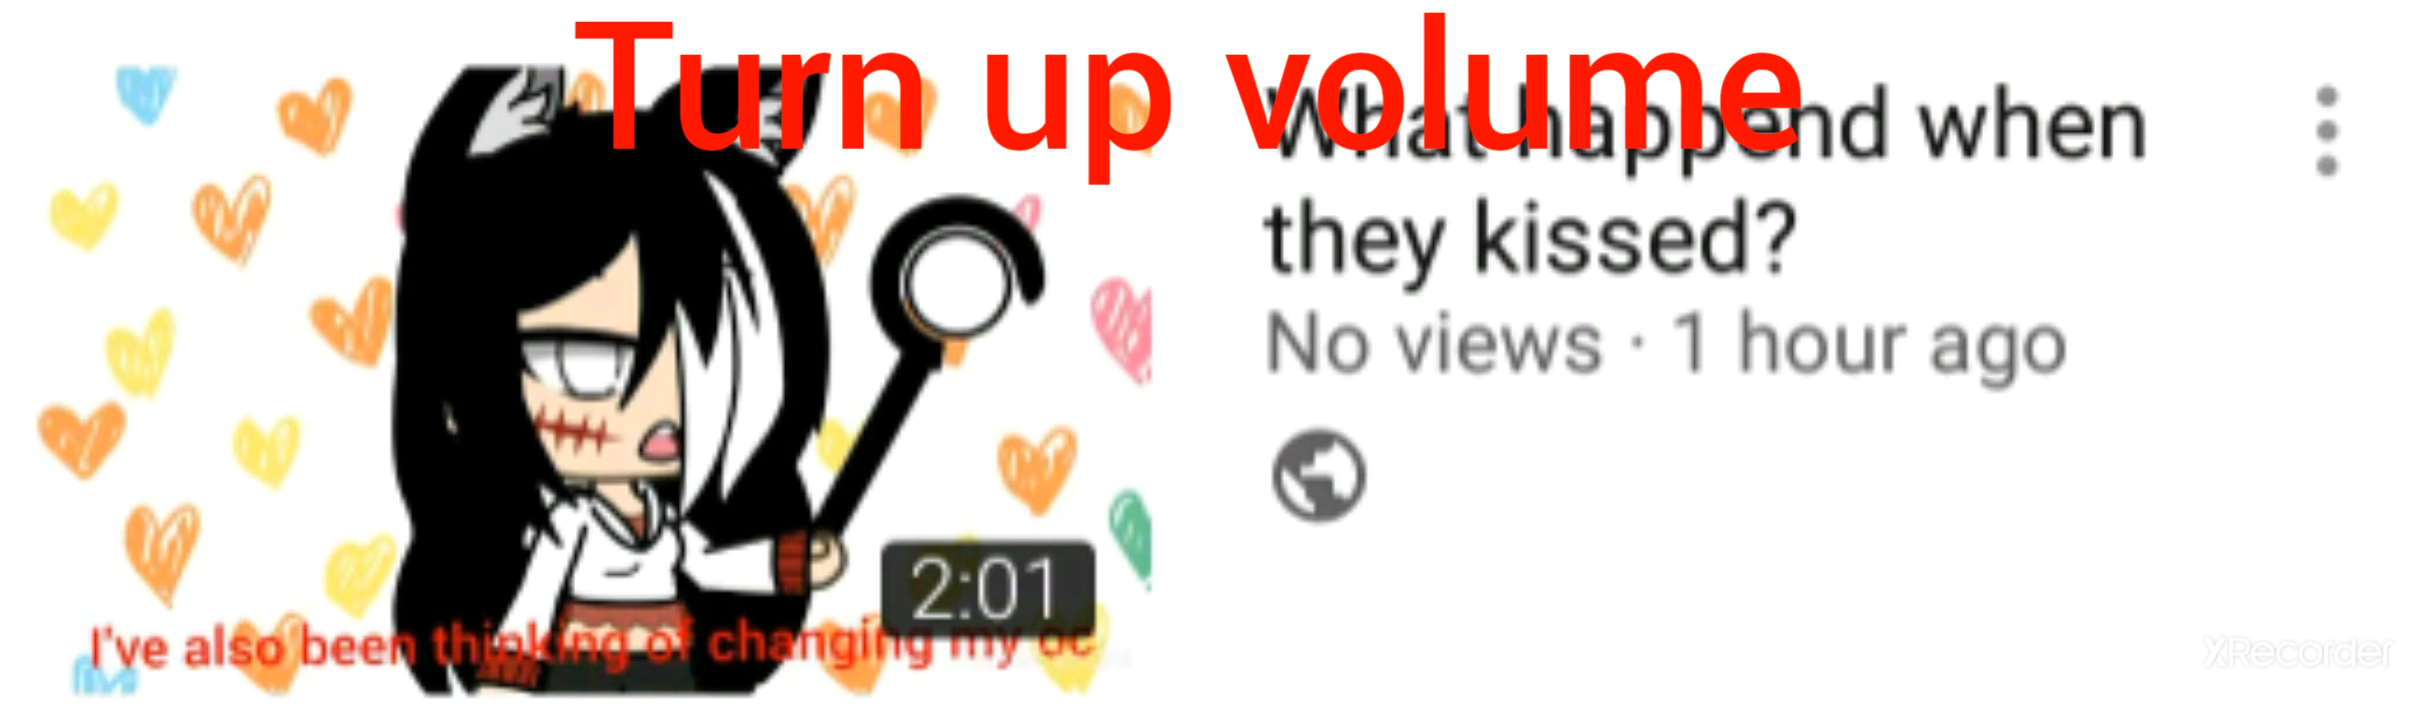 Turn up volume
What happend when
they kissed?
No views · 1 hour ago
2:01
I've also been thinking of changing my oc
XRecorder